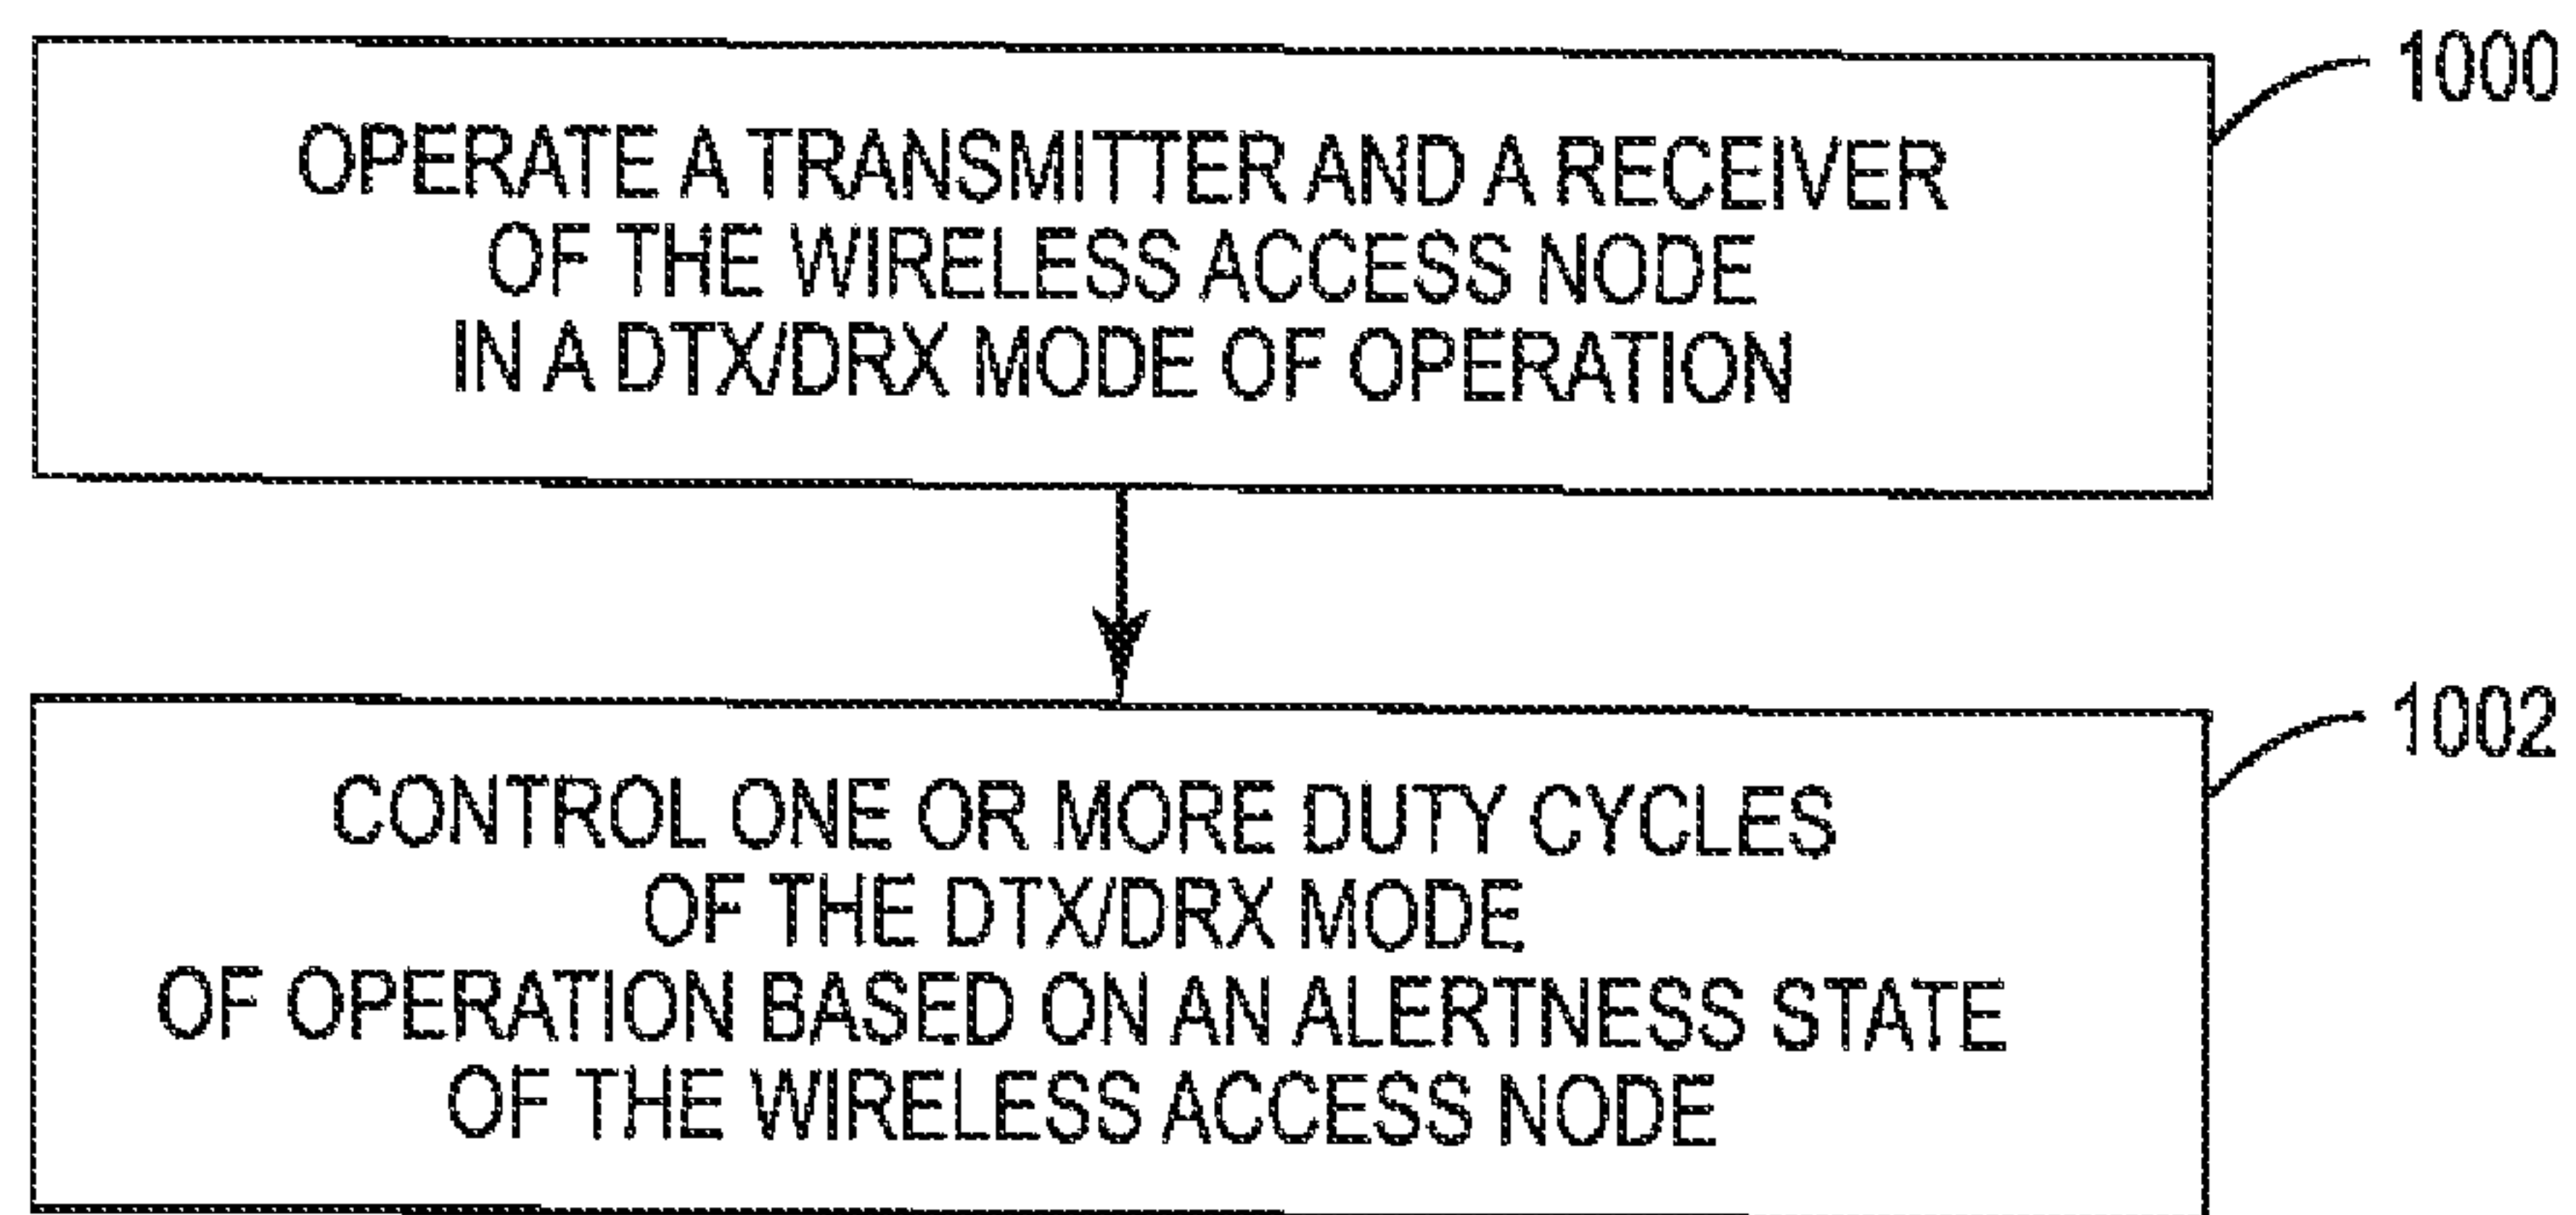 OPERATE A TRANSMITTER AND A RECEIVER
OF THE WIRELESS ACCESS NODE
IN A DTX/DRX MODE OF OPERATION
1000
CONTROL ONE OR MORE DUTY CYCLES
OF THE DTX/DRX MODE
OF OPERATION BASED ON AN ALERTNESS STATE
OF THE WIRELESS ACCESS NODE
1002